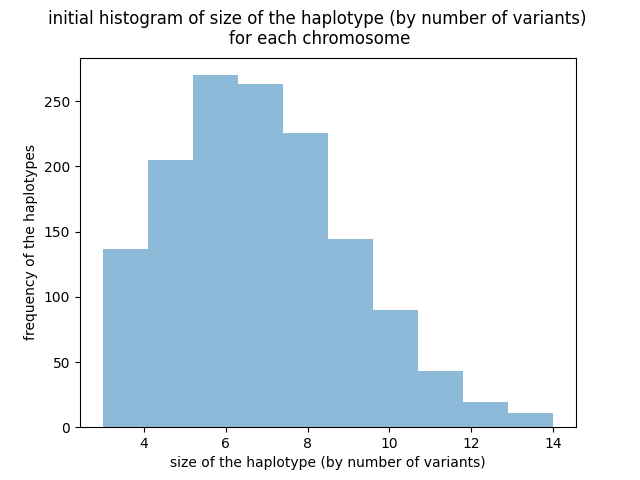 initial histogram of size of the haplotype (by number of variants)
for each chromosome
250
200
150
100
50
0
frequency of the haplotypes
4 6 8 10 12 14
size of the haplotype (by number of variants)